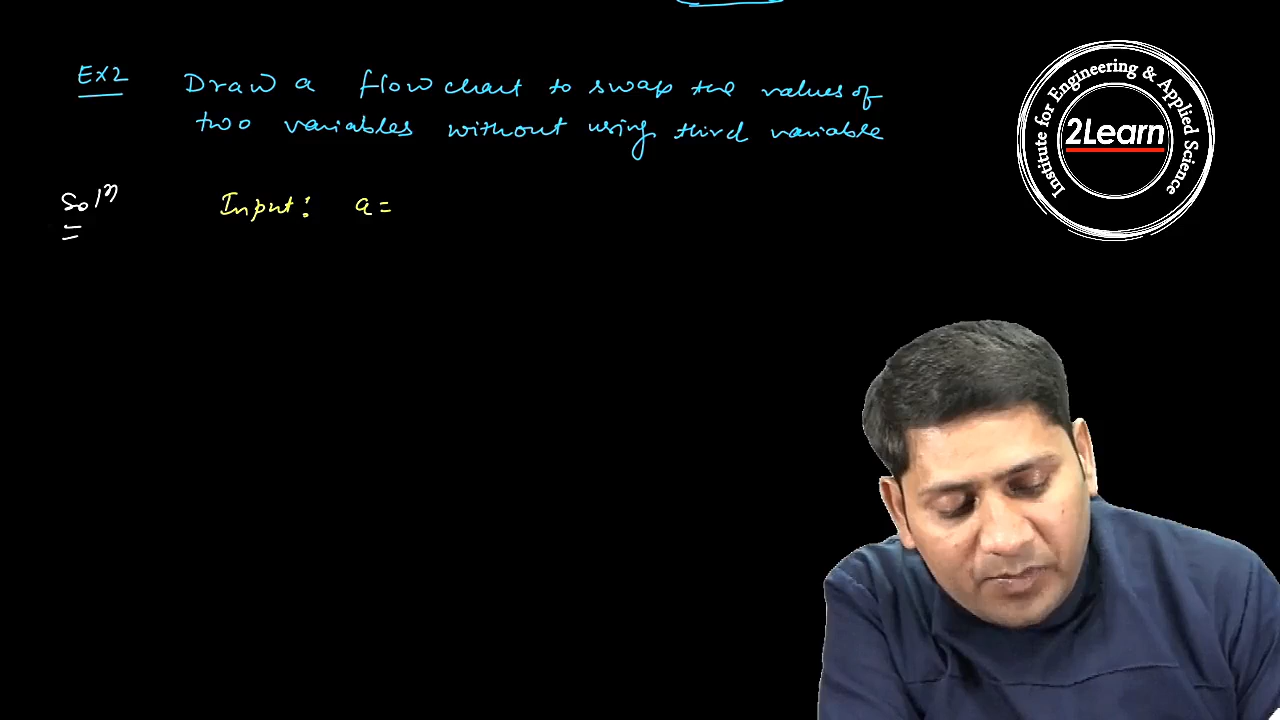 Ex2 Draw a flow chart to swap the values of
two variables without using third variable
Soln Input: a =
Institute for Engineering & Applied Science
2Learn